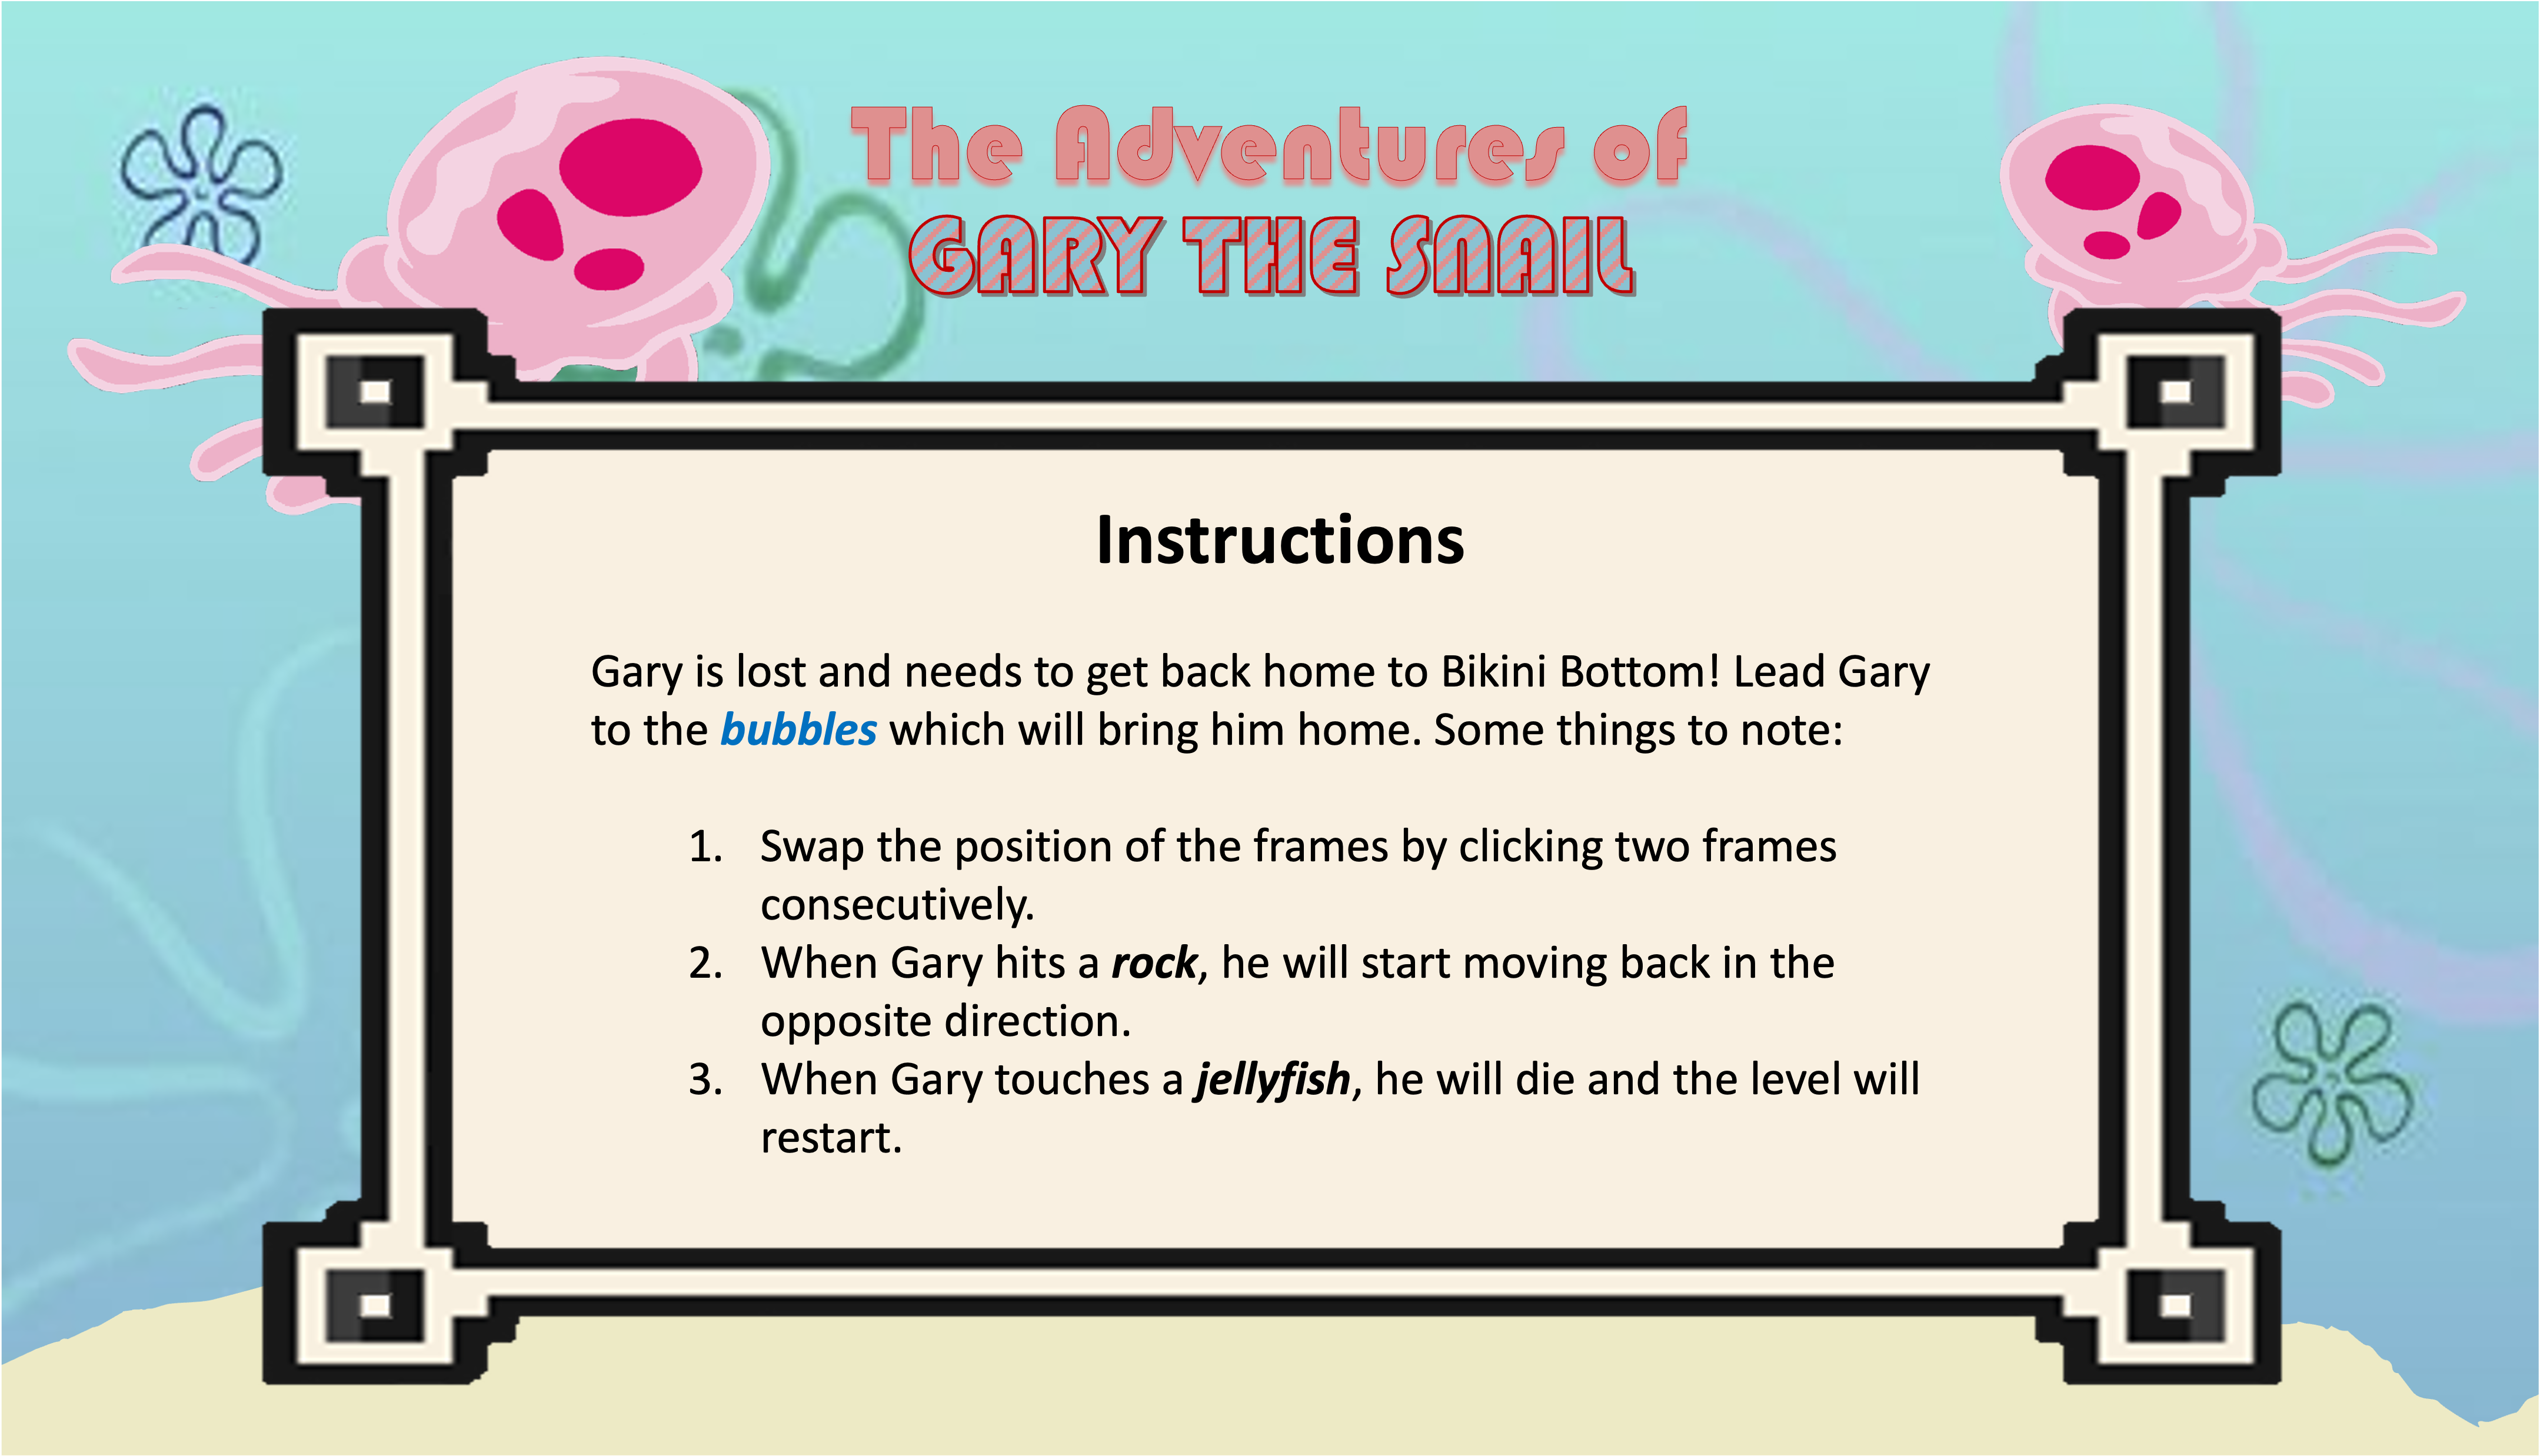 The Adventures of
GARY THE SNAIL
Instructions
Gary is lost and needs to get back home to Bikini Bottom! Lead Gary
to the bubbles which will bring him home. Some things to note:
1. Swap the position of the frames by clicking two frames
consecutively.
2. When Gary hits a rock, he will start moving back in the
opposite direction.
3. When Gary touches a jellyfish, he will die and the level will
restart.